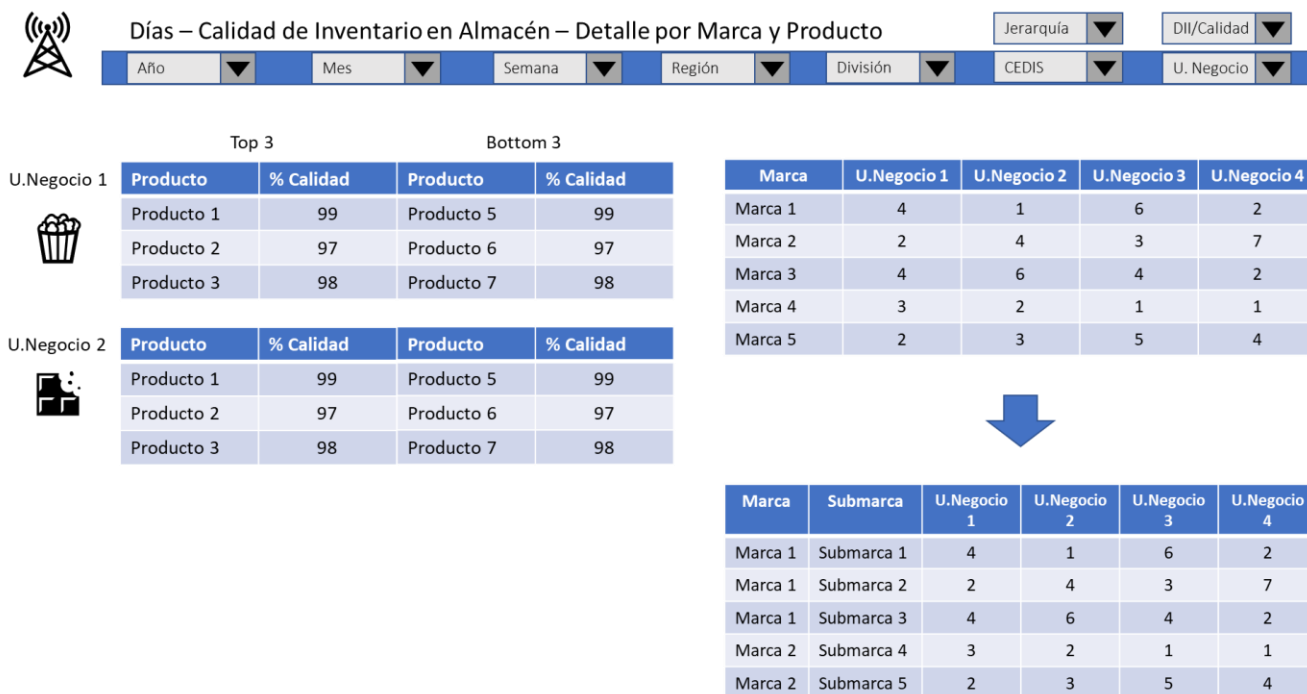 Días – Calidad de Inventario en Almacén – Detalle por Marca y Producto
Jerarquía
DII/Calidad
Año
Mes
Semana
Región
División
CEDIS
U. Negocio
Top 3
Bottom 3
U.Negocio 1
Producto % Calidad Producto % Calidad
Producto 1 99 Producto 5 99
Producto 2 97 Producto 6 97
Producto 3 98 Producto 7 98
U.Negocio 2
Producto % Calidad Producto % Calidad
Producto 1 99 Producto 5 99
Producto 2 97 Producto 6 97
Producto 3 98 Producto 7 98
Marca U.Negocio 1 U.Negocio 2 U.Negocio 3 U.Negocio 4
Marca 1 4 1 6 2
Marca 2 2 4 3 7
Marca 3 4 6 4 2
Marca 4 3 2 1 1
Marca 5 2 3 5 4
Marca Submarca U.Negocio U.Negocio U.Negocio U.Negocio
1 2 3 4
Marca 1 Submarca 1 4 1 6 2
Marca 1 Submarca 2 2 4 3 7
Marca 1 Submarca 3 4 6 4 2
Marca 2 Submarca 4 3 2 1 1
Marca 2 Submarca 5 2 3 5 4